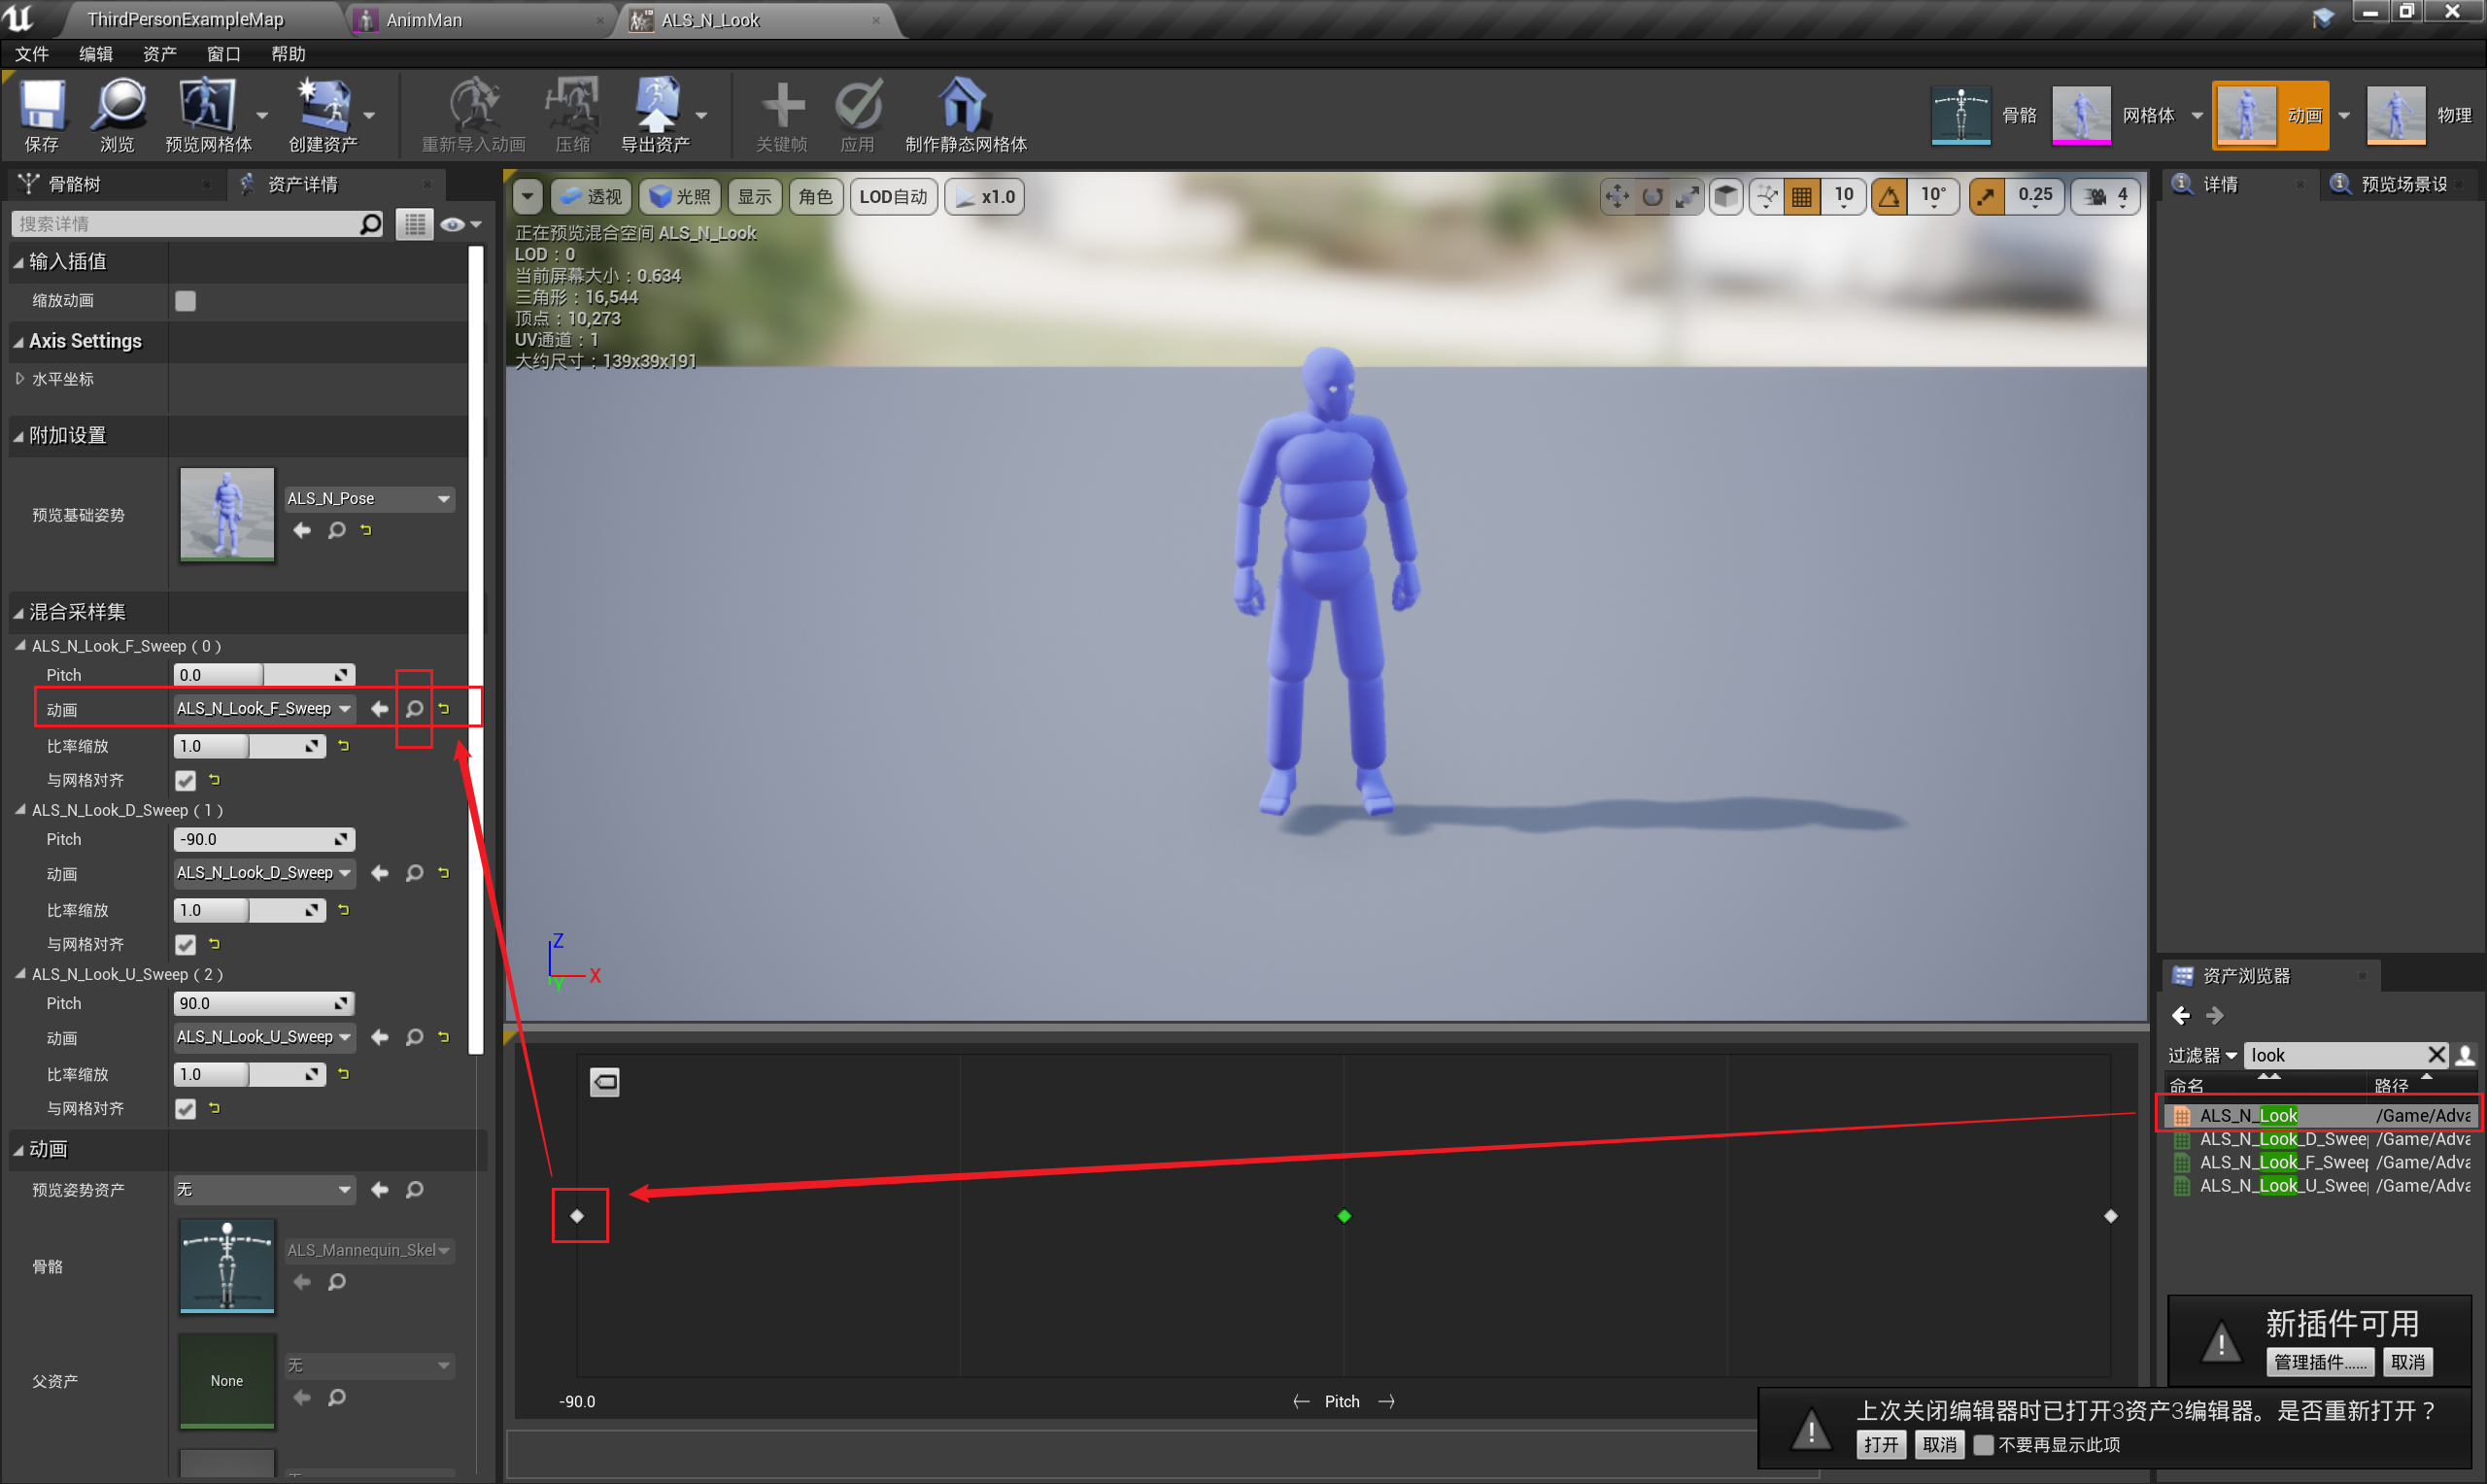 ThirdPersonExampleMap
AnimMan
ALS_N_Look
文件 编辑 资产 窗口 帮助
保存 浏览 预览网格体 创建资产 重新导入动画 压缩 导出资产 关键帧 应用 制作静态网格体
骨骼 网格体 动画 物理
骨骼树 资产详情
搜索详情
输入插值
缩放动画
Axis Settings
水平坐标
附加设置
预览基础姿势 ALS_N_Pose
混合采样集
ALS_N_Look_F_Sweep ( 0 )
Pitch 0.0
动画 ALS_N_Look_F_Sweep
比率缩放 1.0
与网格对齐
ALS_N_Look_D_Sweep ( 1 )
Pitch -90.0
动画 ALS_N_Look_D_Sweep
比率缩放 1.0
与网格对齐
ALS_N_Look_U_Sweep ( 2 )
Pitch 90.0
动画 ALS_N_Look_U_Sweep
比率缩放 1.0
与网格对齐
动画
预览姿势资产 无
骨骼 ALS_Mannequin_Skel
父资产 None 无
透视 光照 显示 角色 LOD自动 x1.0
10 10° 0.25 4
正在预览混合空间 ALS_N_Look
LOD：0
当前屏幕大小：0.634
三角形：16,544
顶点：10,273
UV通道：1
大约尺寸：139x39x191
Z
X
Y
-90.0 Pitch
详情 预览场景设
资产浏览器
过滤器 look
命名 路径
ALS_N_Look /Game/Adva
ALS_N_Look_D_Sweep /Game/Adva
ALS_N_Look_F_Sweep /Game/Adva
ALS_N_Look_U_Sweep /Game/Adva
新插件可用
管理插件...... 取消
上次关闭编辑器时已打开3资产3编辑器。是否重新打开？
打开 取消 不要再显示此项